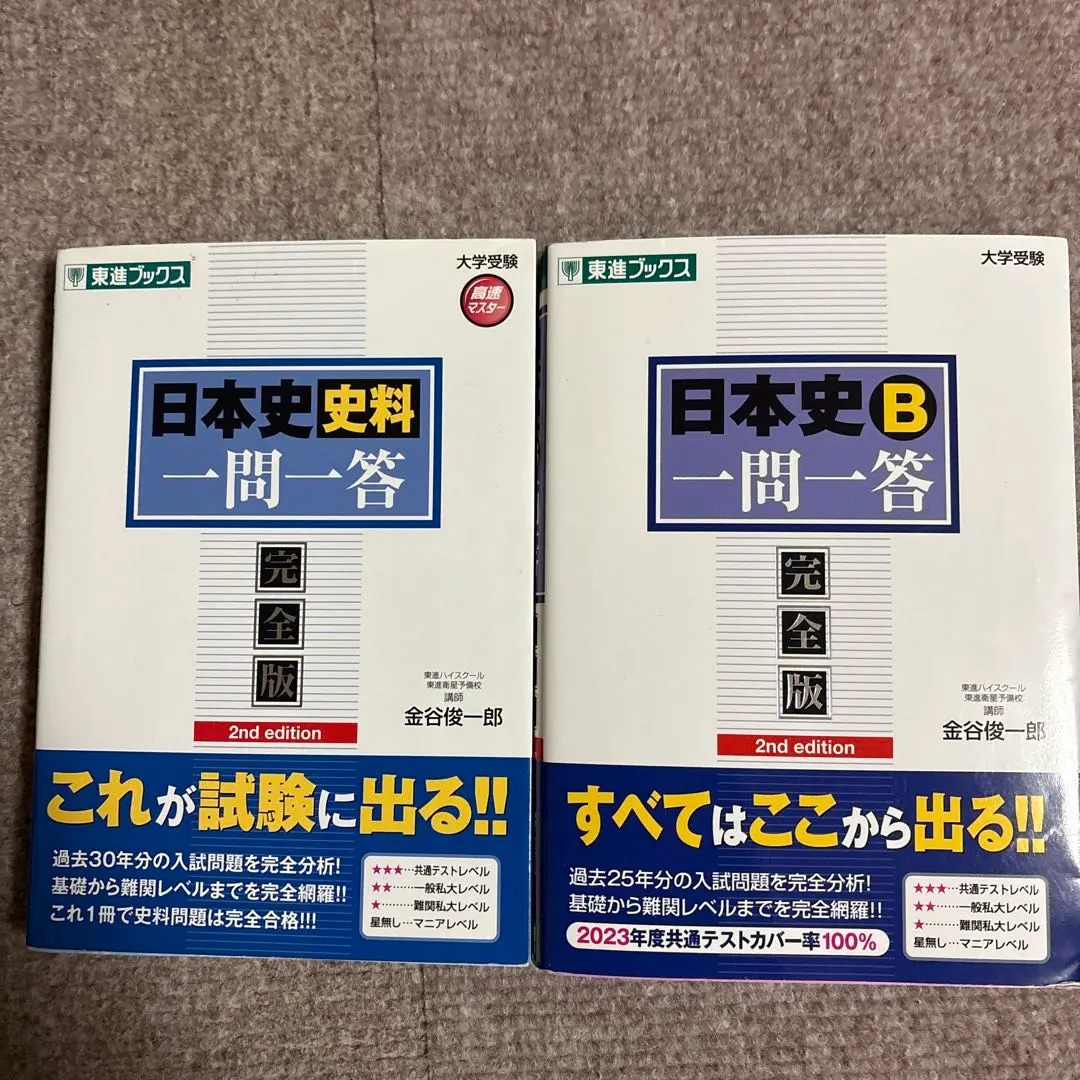 東進ブックス
大学受験
高速
マスター
日本史史料
一問一答
完
全
版
2nd edition
東進ハイスクール
東進衛星予備校
講師
金谷俊一郎
これが試験に出る!!
過去30年分の入試問題を完全分析!
基礎から難関レベルまでを完全網羅!!
これ1冊で史料問題は完全合格!!!
★★★…共通テストレベル
★★……一般私大レベル
★………難関私大レベル
星無し…マニアレベル
東進ブックス
大学受験
日本史B
一問一答
完
全
版
2nd edition
東進ハイスクール
東進衛星予備校
講師
金谷俊一郎
すべてはここから出る!!
過去25年分の入試問題を完全分析!
基礎から難関レベルまでを完全網羅!!
2023年度共通テストカバー率100%
★★★…共通テストレベル
★★……一般私大レベル
★………難関私大レベル
星無し…マニアレベル